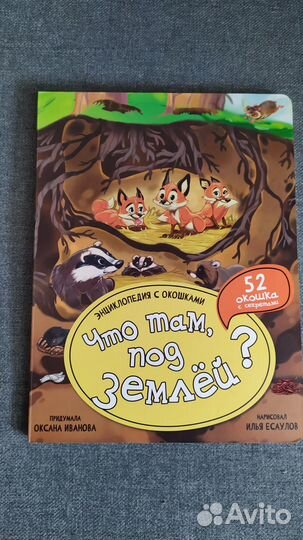 ЭНЦИКЛОПЕДИЯ С ОКОШКАМИ
52
ОКОШКА
С СЕКРЕТАМИ
ЧТО ТАМ,
ПОД
ЗЕМЛЁЙ?
ПРИДУМАЛА
ОКСАНА ИВАНОВА
НАРИСОВАЛ
ИЛЬЯ ЕСАУЛОВ
Avito